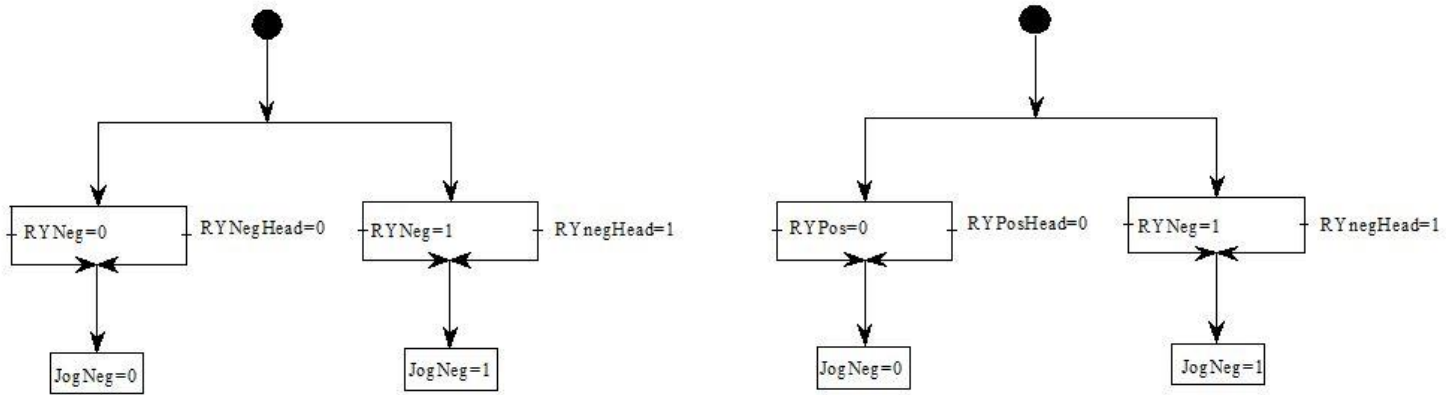 RYNeg=0
RYNegHead=0
RYNeg=1
RYnegHead=1
JogNeg=0
JogNeg=1
RYPos=0
RYPosHead=0
RYNeg=1
RYnegHead=1
JogNeg=0
JogNeg=1